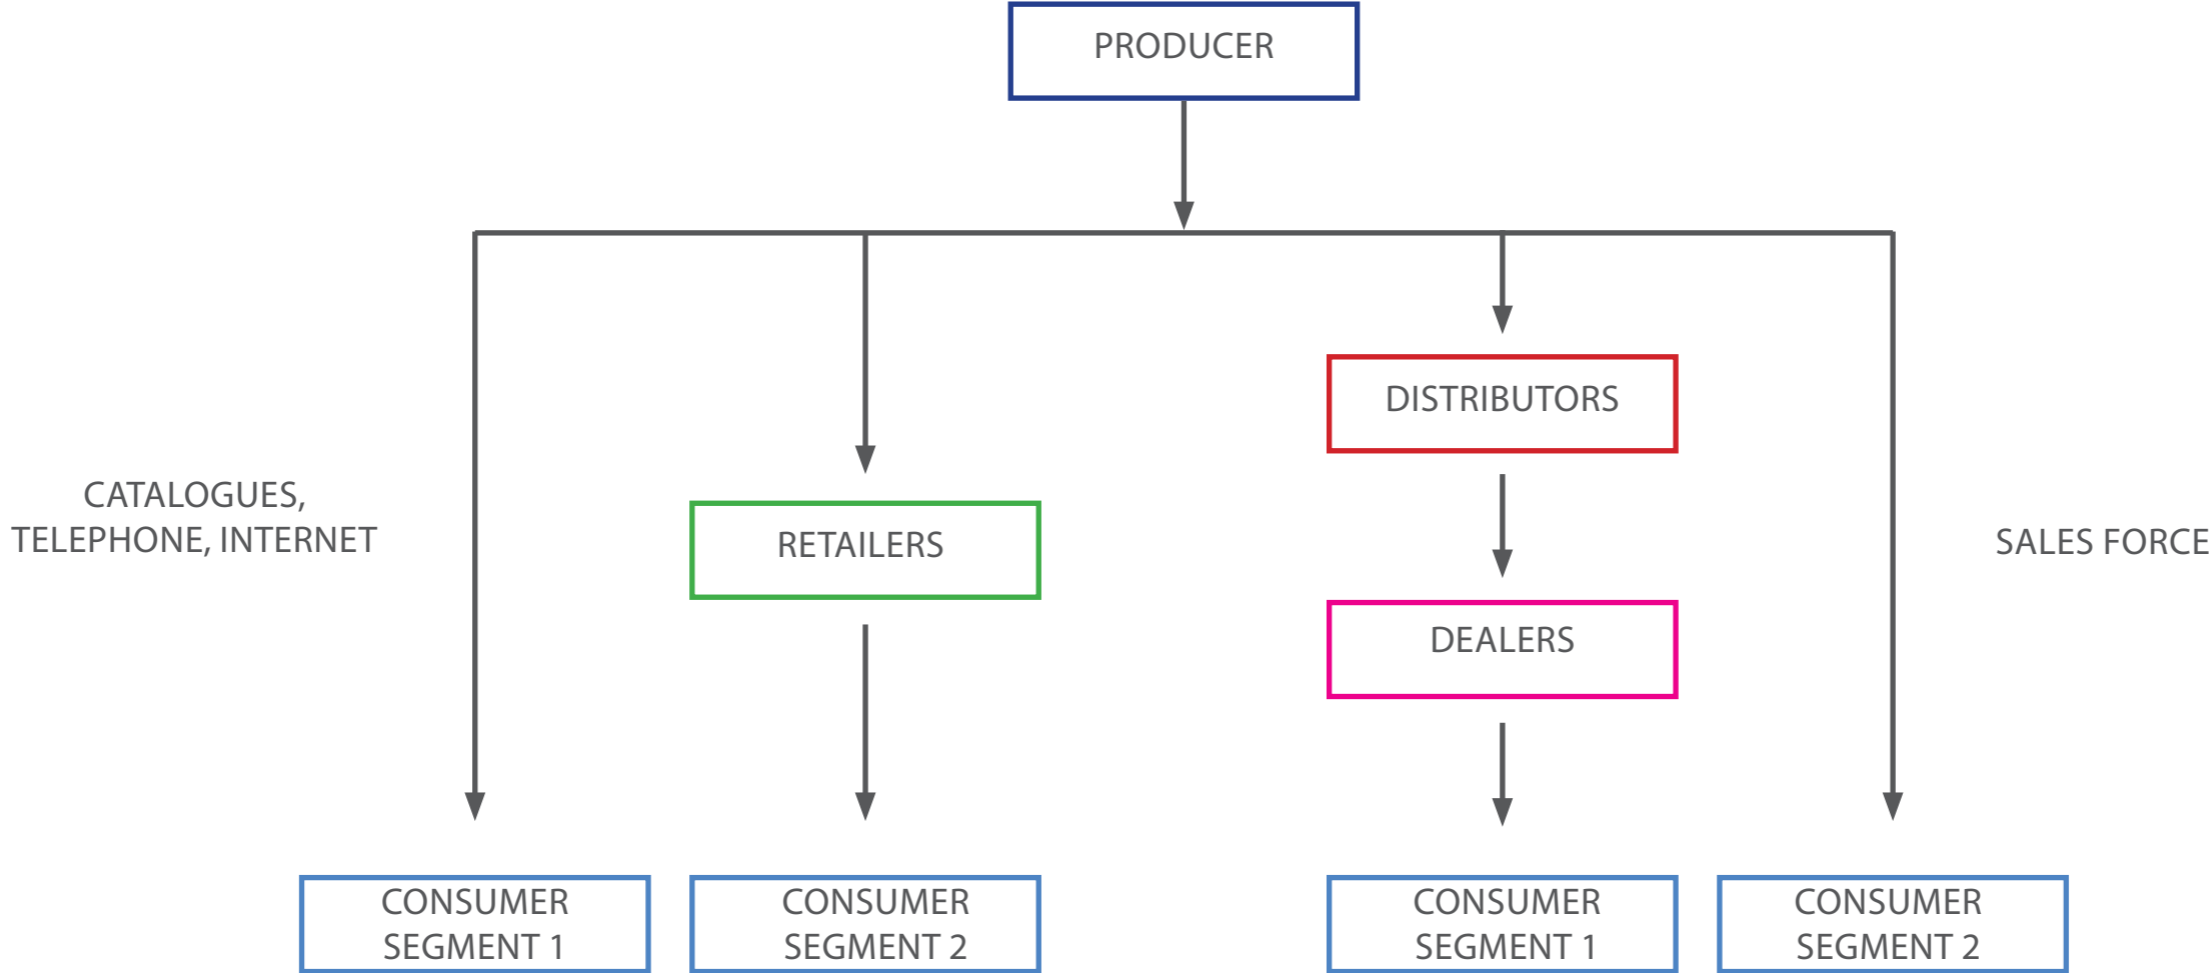 PRODUCER
DISTRIBUTORS
CATALOGUES,
TELEPHONE, INTERNET
RETAILERS
SALES FORCE
DEALERS
CONSUMER
SEGMENT 1
CONSUMER
SEGMENT 2
CONSUMER
SEGMENT 1
CONSUMER
SEGMENT 2